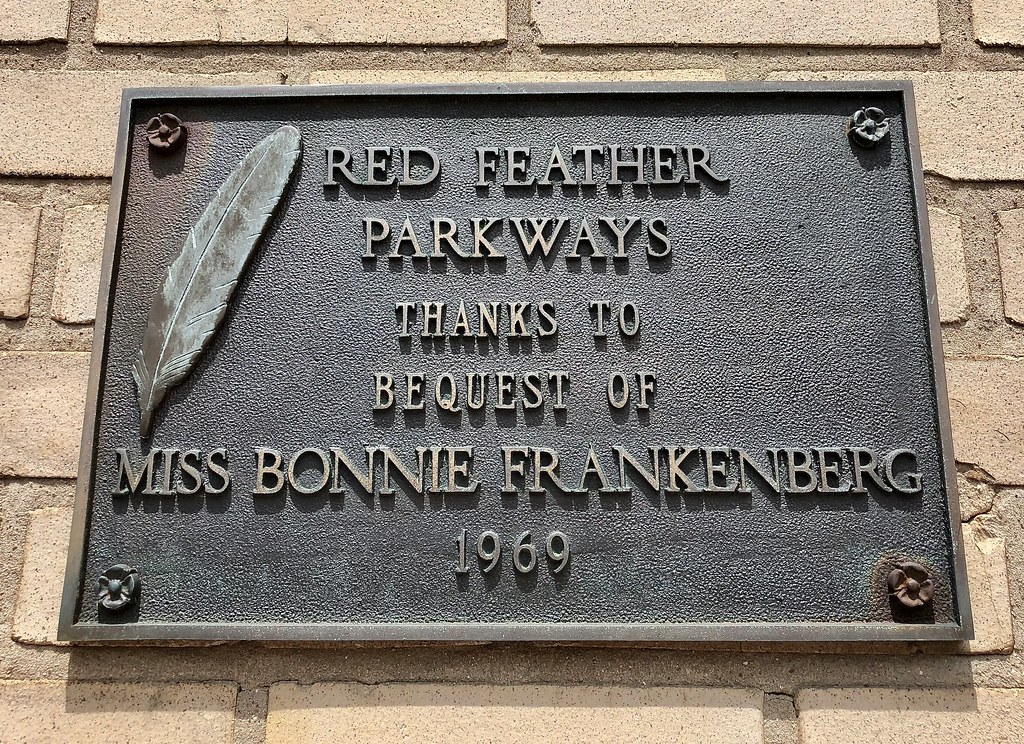 RED FEATHER
PARKWAYS
THANKS TO
BEQUEST OF
MISS BONNIE FRANKENBERG
1969